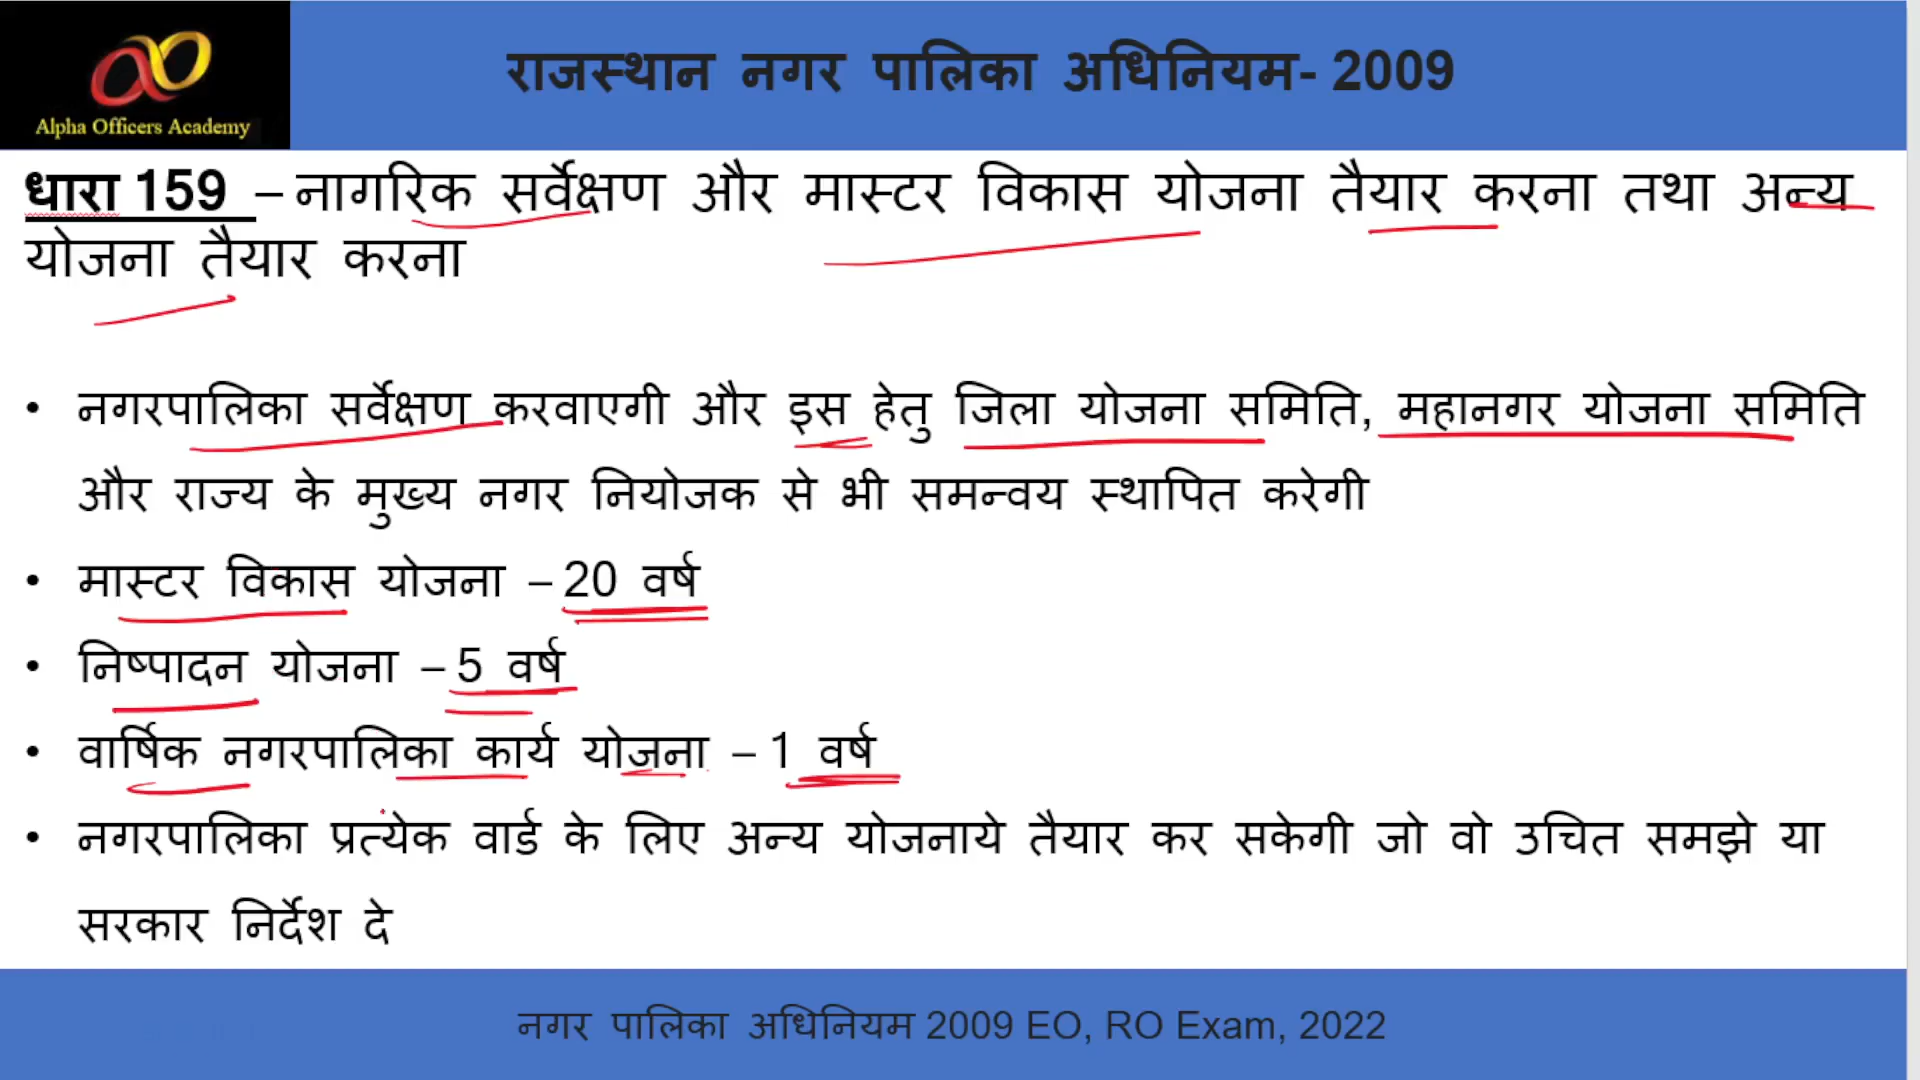 राजस्थान नगर पालिका अधिनियम- 2009
Alpha Officers Academy
धारा 159 – नागरिक सर्वेक्षण और मास्टर विकास योजना तैयार करना तथा अन्य
योजना तैयार करना
• नगरपालिका सर्वेक्षण करवाएगी और इस हेतु जिला योजना समिति, महानगर योजना समिति
और राज्य के मुख्य नगर नियोजक से भी समन्वय स्थापित करेगी
• मास्टर विकास योजना – 20 वर्ष
• निष्पादन योजना – 5 वर्ष
• वार्षिक नगरपालिका कार्य योजना – 1 वर्ष
• नगरपालिका प्रत्येक वार्ड के लिए अन्य योजनाये तैयार कर सकेगी जो वो उचित समझे या
सरकार निर्देश दे
नगर पालिका अधिनियम 2009 EO, RO Exam, 2022